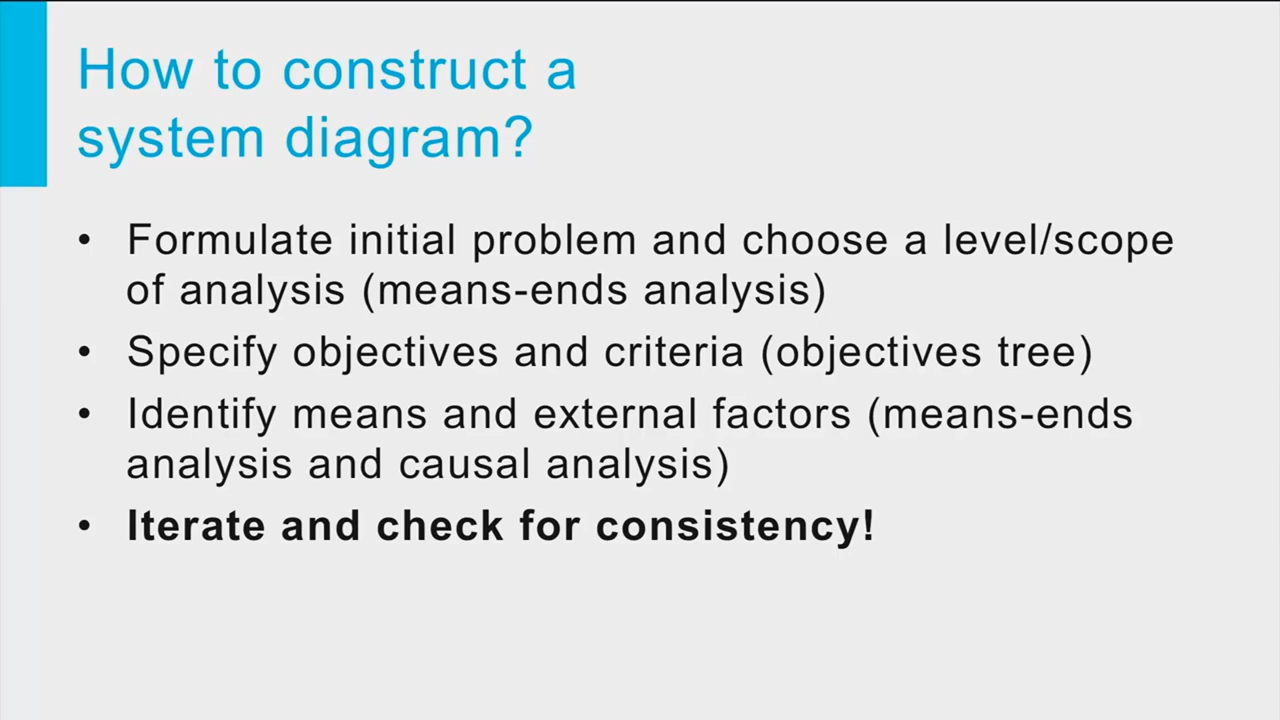 How to construct a
system diagram?
• Formulate initial problem and choose a level/scope
of analysis (means-ends analysis)
• Specify objectives and criteria (objectives tree)
• Identify means and external factors (means-ends
analysis and causal analysis)
• Iterate and check for consistency!